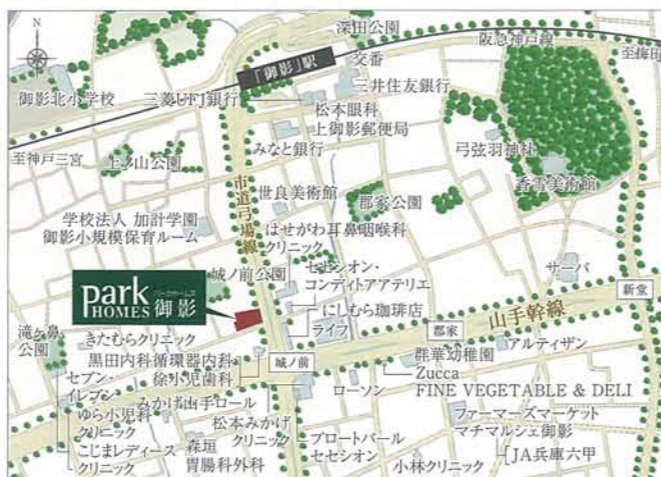 N
深田公園
阪急神戸線
至梅田
「御影」駅
交番
御影北小学校
三菱UFJ銀行
三井住友銀行
松本眼科
上御影郵便局
みなと銀行
弓弦羽神社
至神戸三宮
上ノ山公園
香雪美術館
市道弓場線
世良美術館
郡家公園
学校法人 加計学園
御影小規模保育ルーム
はせがわ耳鼻咽喉科
クリニック
城ノ前公園
セセシオン・
コンディトアアテリエ
サーバ
park
HOMES
パークホームズ
御影
にしむら珈琲店
ライフ
新堂
山手幹線
郡家
滝ヶ鼻
公園
きたむらクリニック
黒田内科循環器内科
徐小児歯科
城ノ前
群華幼稚園
アルティザン
Zucca
FINE VEGETABLE & DELI
セブン-
イレブン
みかげ山手ロール
ローソン
ゆら小児科
クリニック
松本みかげ
クリニック
ファーマーズマーケット
マチマルシェ御影
こじまレディース
クリニック
森垣
胃腸科外科
ブロートバール
セセシオン
小林クリニック
JA兵庫六甲